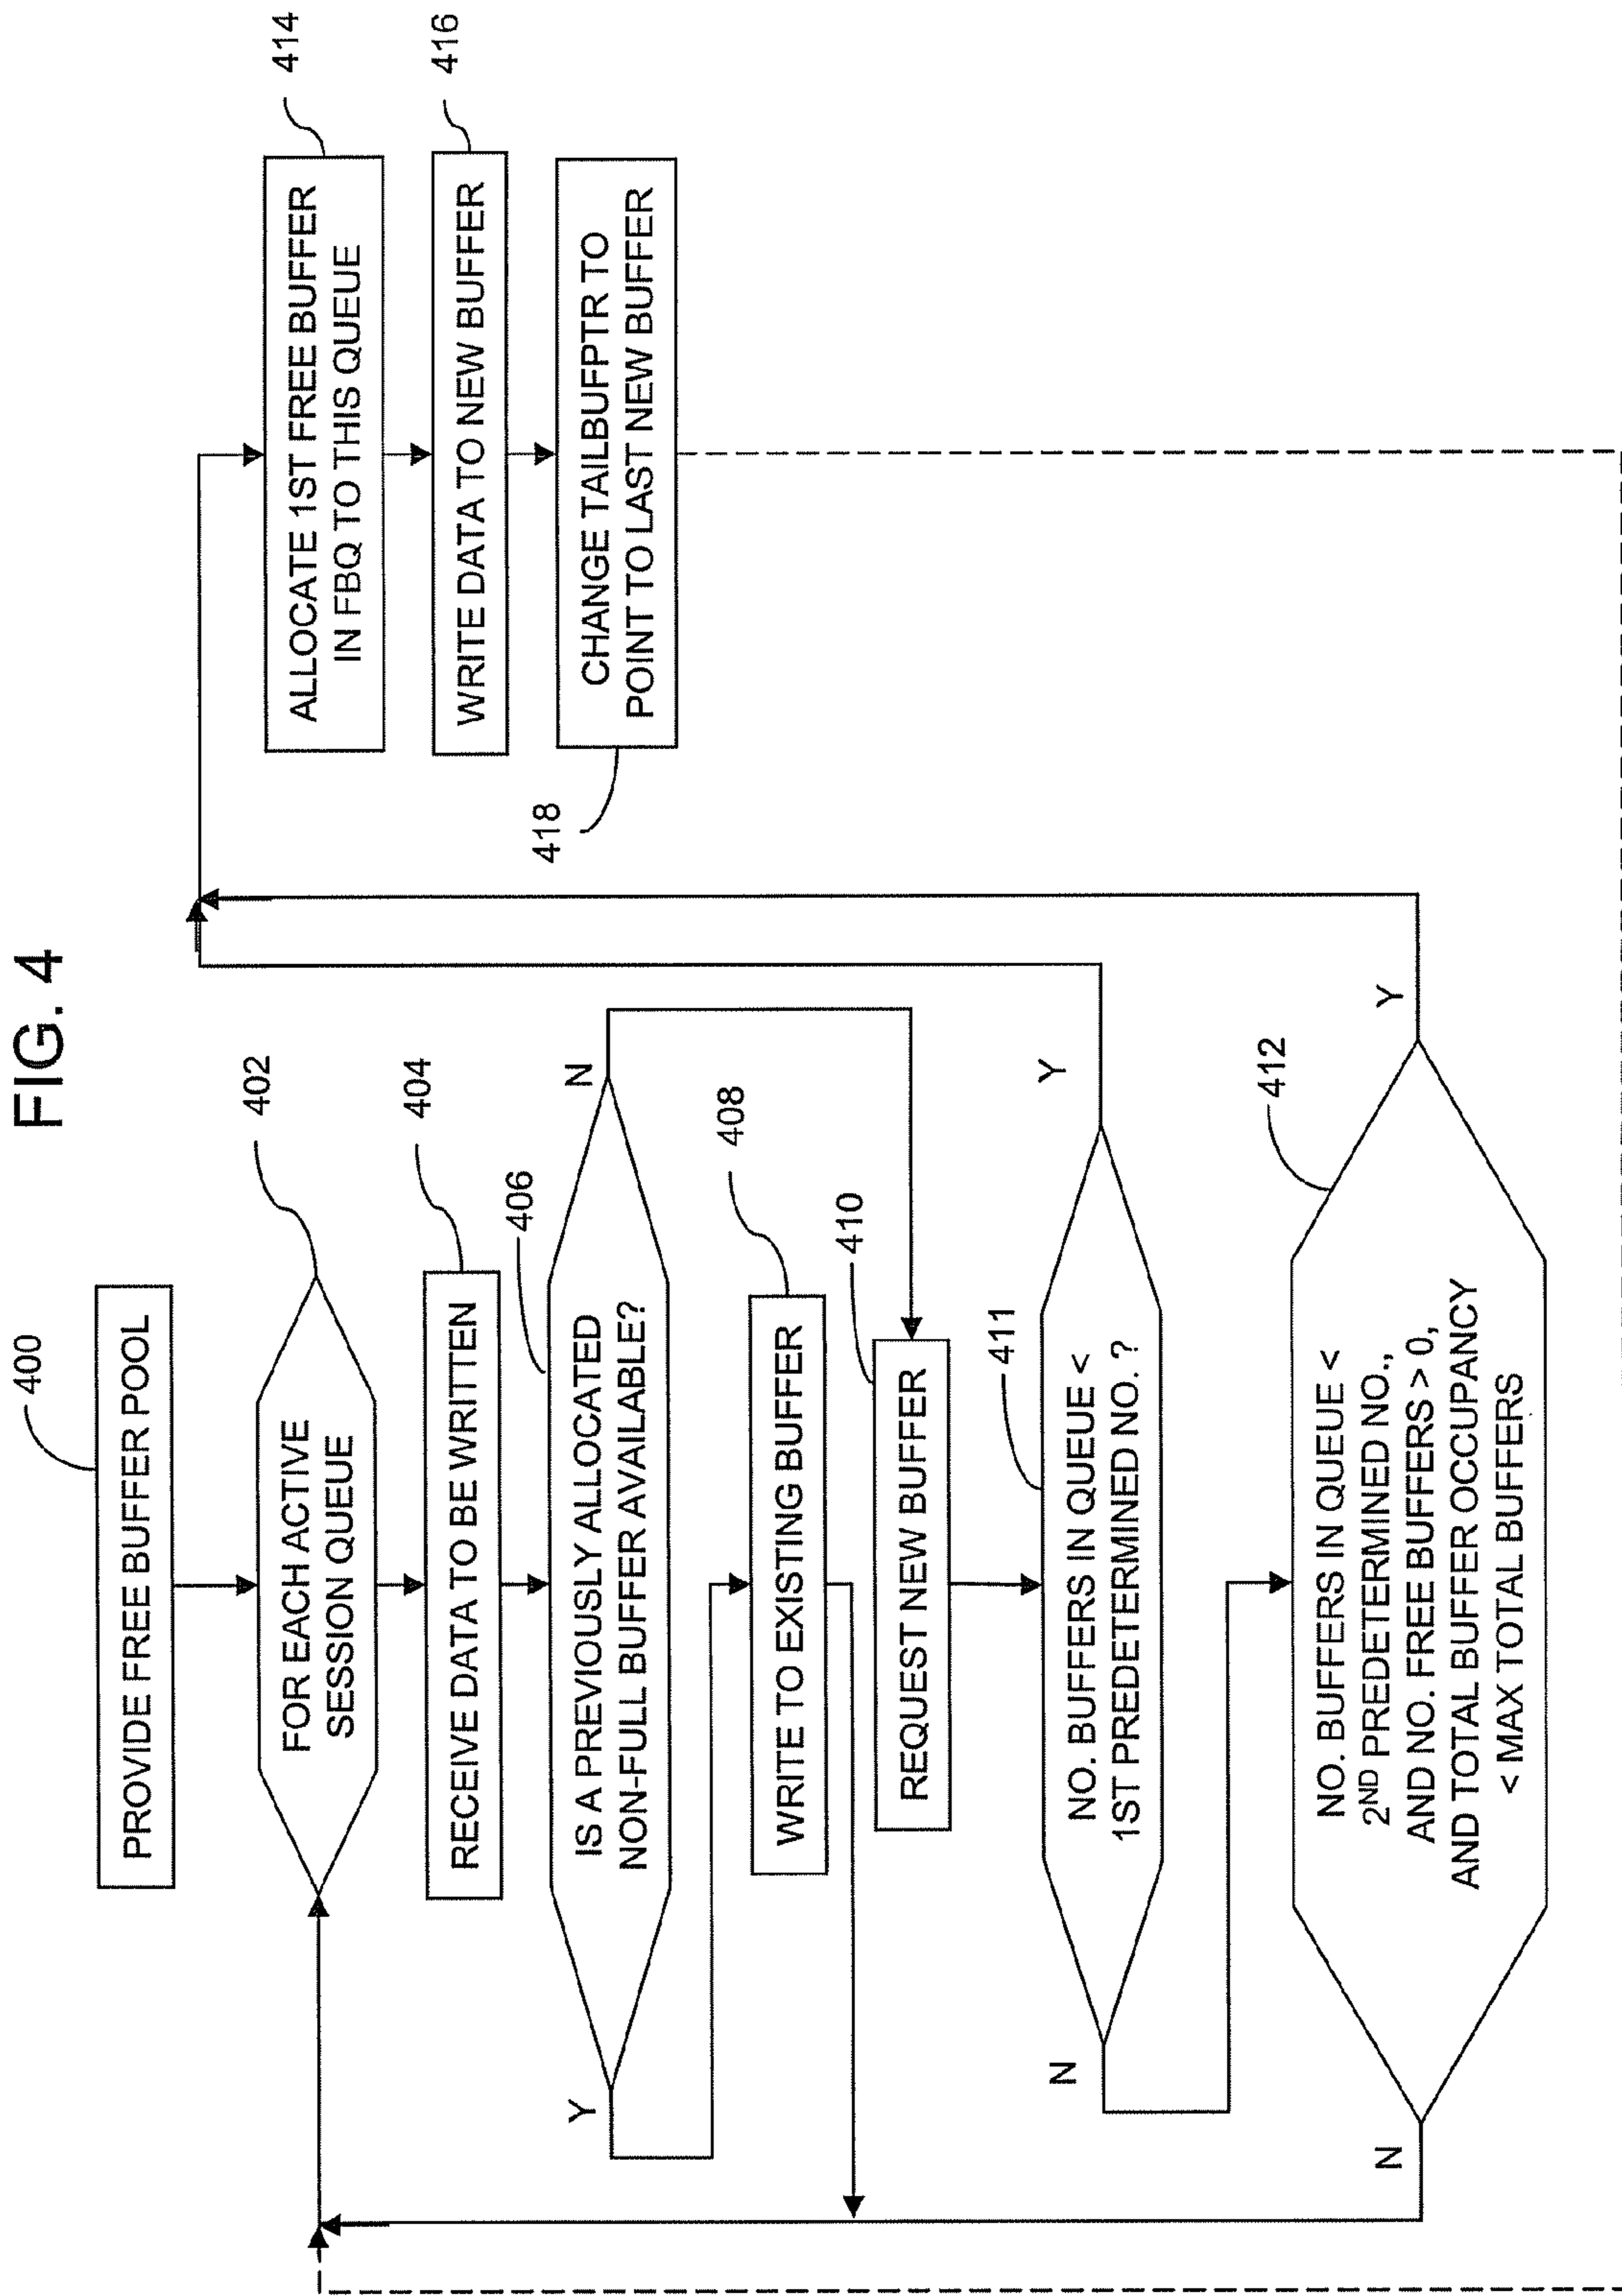 FIG. 4
400
PROVIDE FREE BUFFER POOL
402
FOR EACH ACTIVE
SESSION QUEUE
404
RECEIVE DATA TO BE WRITTEN
406
IS A PREVIOUSLY ALLOCATED
NON-FULL BUFFER AVAILABLE?
Y
N
408
WRITE TO EXISTING BUFFER
410
REQUEST NEW BUFFER
411
NO. BUFFERS IN QUEUE <
1ST PREDETERMINED NO. ?
N
Y
412
NO. BUFFERS IN QUEUE <
2ND PREDETERMINED NO.,
AND NO. FREE BUFFERS > 0,
AND TOTAL BUFFER OCCUPANCY
< MAX TOTAL BUFFERS
N
Y
414
ALLOCATE 1ST FREE BUFFER
IN FBQ TO THIS QUEUE
416
WRITE DATA TO NEW BUFFER
418
CHANGE TAILBUFPTR TO
POINT TO LAST NEW BUFFER